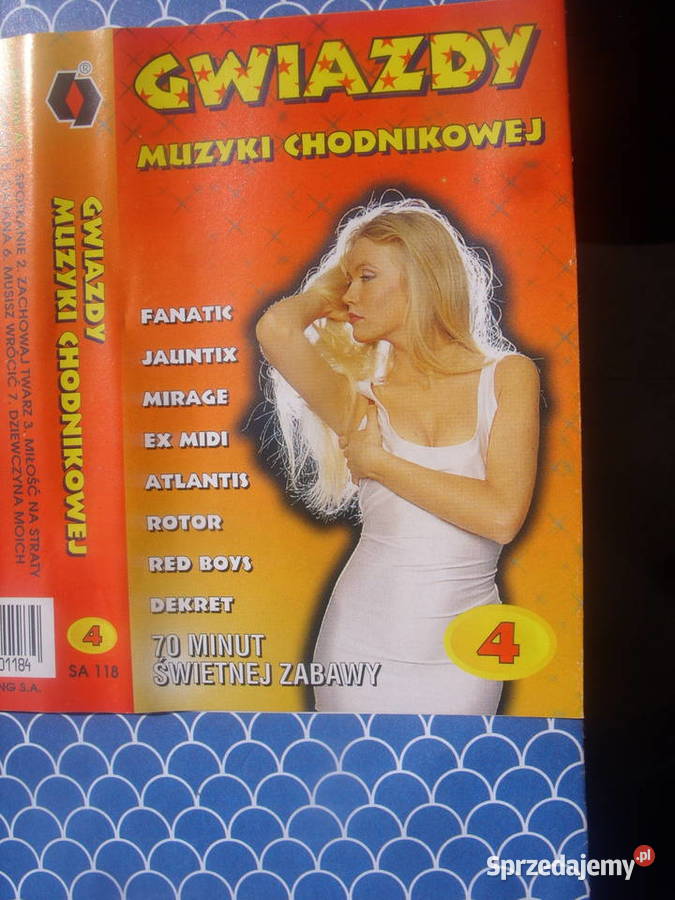 GWIAZDY
MUZYKI CHODNIKOWEJ
FANATIC
JAUNTIX
MIRAGE
EX MIDI
ATLANTIS
ROTOR
RED BOYS
DEKRET
70 MINUT
ŚWIETNEJ ZABAWY
4
®
GWIAZDY
MUZYKI CHODNIKOWEJ
1. SPOTKANIE 2. ZACHOWAJ TWARZ 3. MIŁOŚĆ NA STRATY
6. MUSISZ WRÓCIĆ 7. DZIEWCZYNA MOICH
4
SA 118
01184
NG S.A.
Sprzedajemy.pl